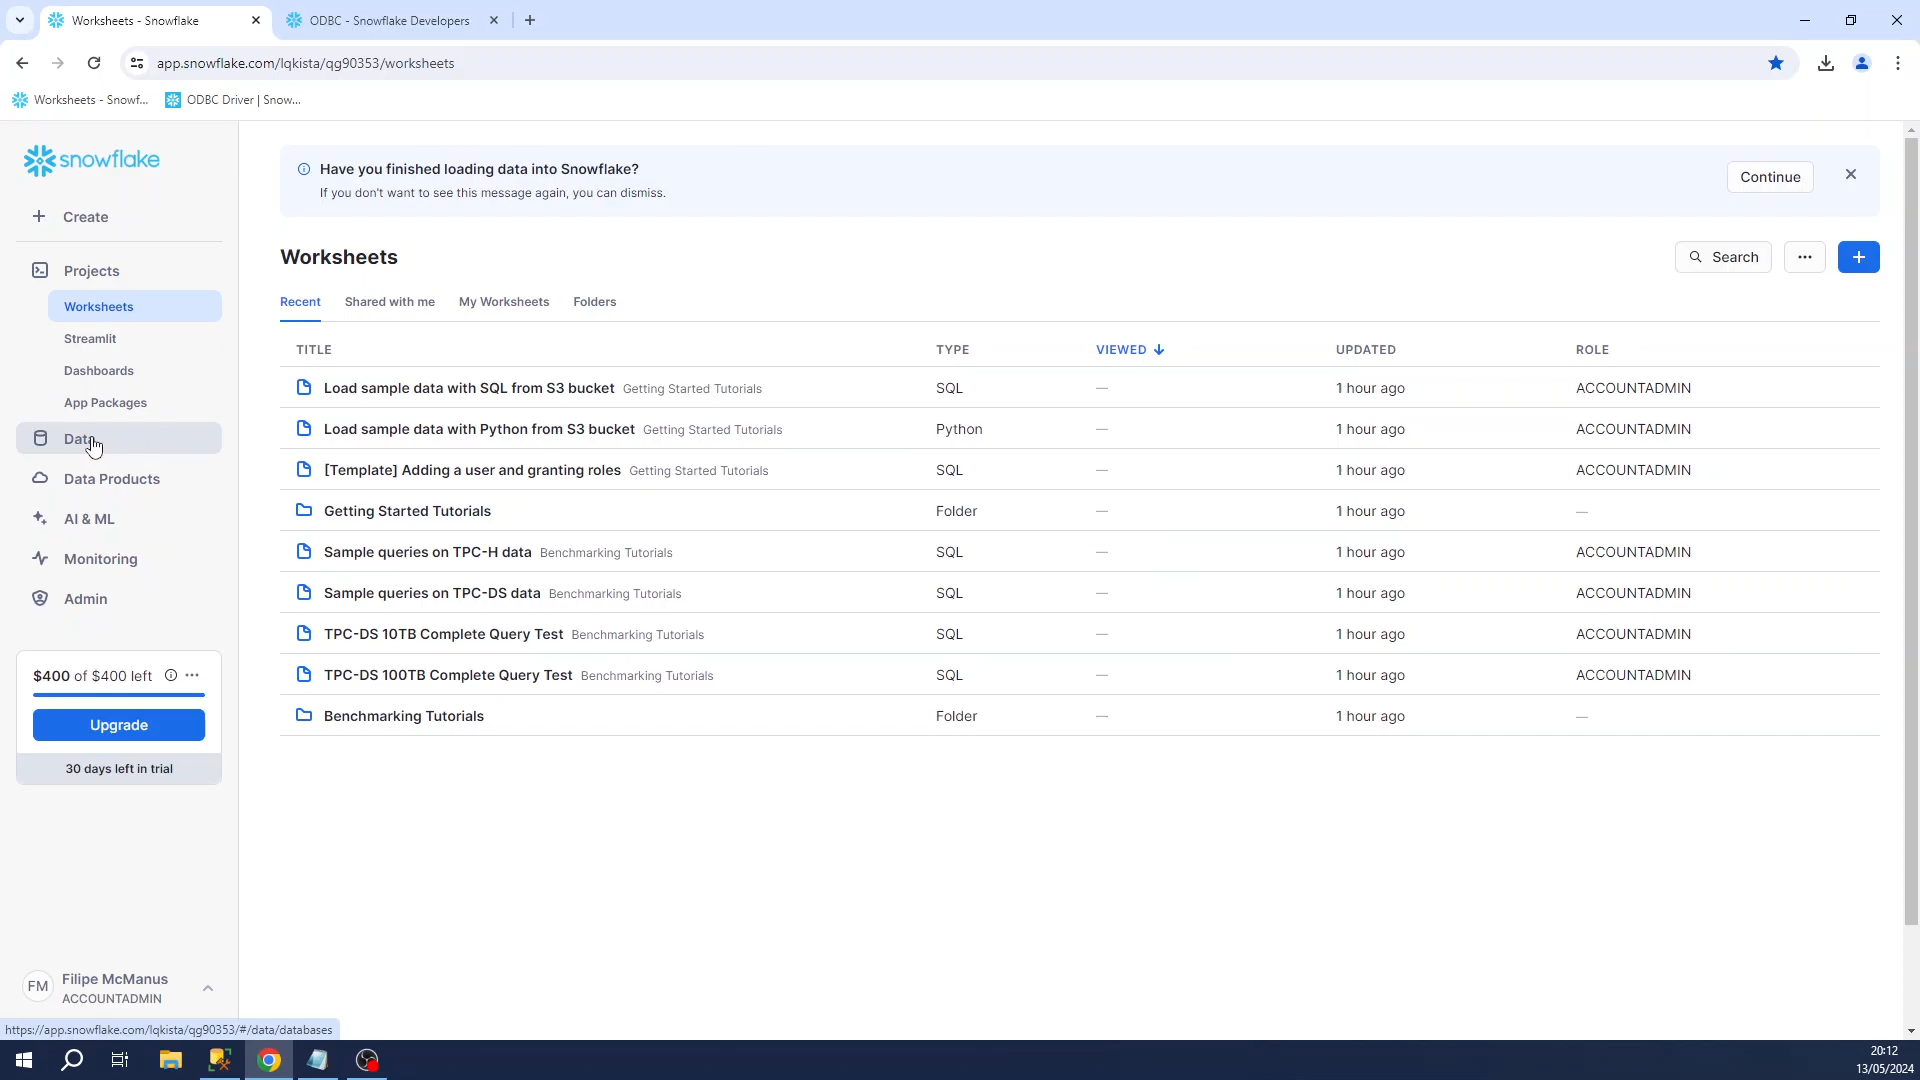 Worksheets - Snowflake
ODBC - Snowflake Developers
app.snowflake.com/lqkista/qg90353/worksheets
Worksheets - Snowf...
ODBC Driver | Snow...
snowflake
Create
Projects
Worksheets
Streamlit
Dashboards
App Packages
Data
Data Products
AI & ML
Monitoring
Admin
$400 of $400 left
Upgrade
30 days left in trial
FM
Filipe McManus
ACCOUNTADMIN
https://app.snowflake.com/lqkista/qg90353/#/data/databases
Have you finished loading data into Snowflake?
If you don't want to see this message again, you can dismiss.
Continue
Worksheets
Search
Recent Shared with me My Worksheets Folders
TITLE TYPE VIEWED UPDATED ROLE
Load sample data with SQL from S3 bucket Getting Started Tutorials SQL — 1 hour ago ACCOUNTADMIN
Load sample data with Python from S3 bucket Getting Started Tutorials Python — 1 hour ago ACCOUNTADMIN
[Template] Adding a user and granting roles Getting Started Tutorials SQL — 1 hour ago ACCOUNTADMIN
Getting Started Tutorials Folder — 1 hour ago —
Sample queries on TPC-H data Benchmarking Tutorials SQL — 1 hour ago ACCOUNTADMIN
Sample queries on TPC-DS data Benchmarking Tutorials SQL — 1 hour ago ACCOUNTADMIN
TPC-DS 10TB Complete Query Test Benchmarking Tutorials SQL — 1 hour ago ACCOUNTADMIN
TPC-DS 100TB Complete Query Test Benchmarking Tutorials SQL — 1 hour ago ACCOUNTADMIN
Benchmarking Tutorials Folder — 1 hour ago —
20:12
13/05/2024